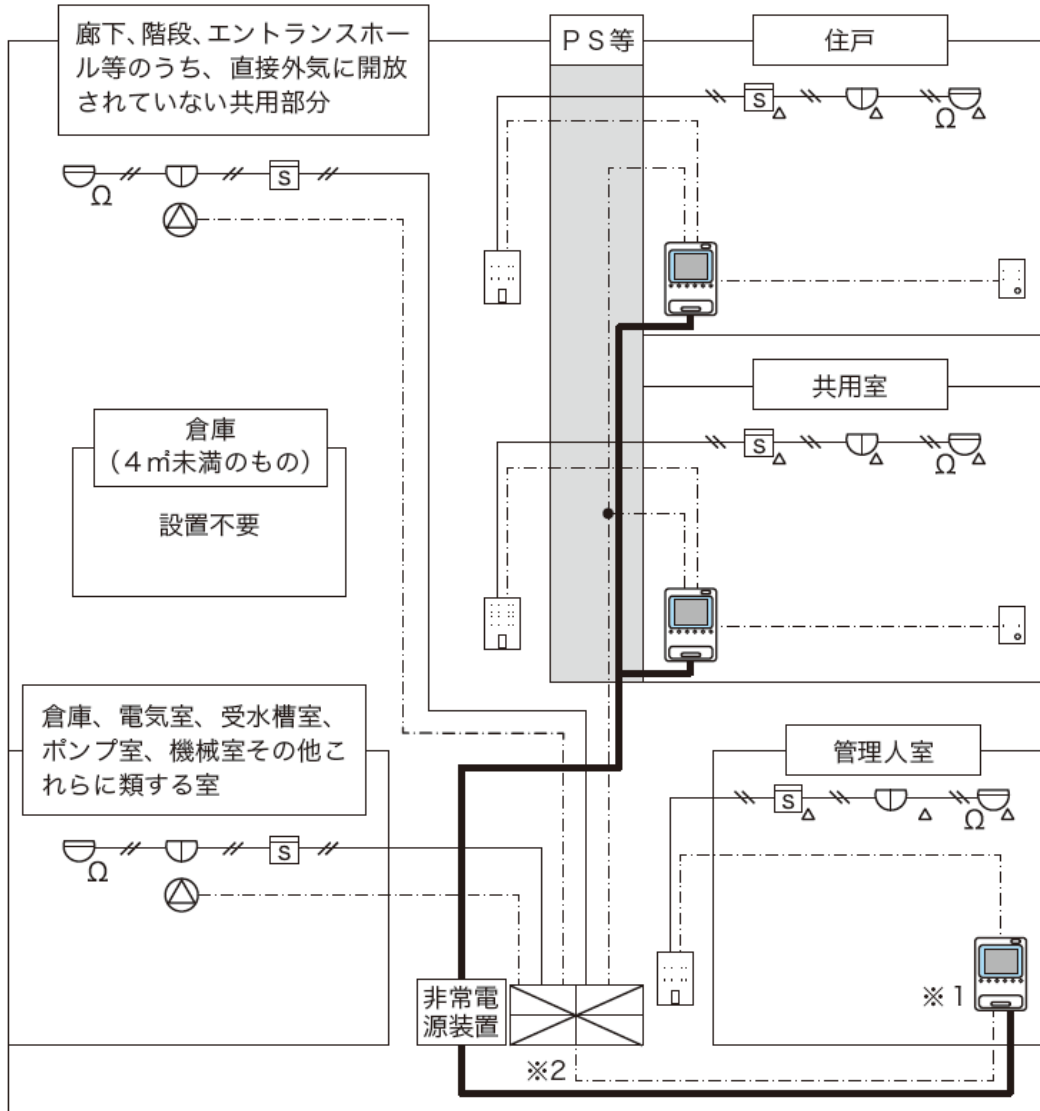 廊下、階段、エントランスホー
ル等のうち、直接外気に開放
されていない共用部分
PS等
住戸
S
Ω
Ω
S
共用室
S
Ω
倉庫
（4㎡未満のもの）
設置不要
倉庫、電気室、受水槽室、
ポンプ室、機械室その他こ
れらに類する室
管理人室
S
Ω
Ω
S
※1
非常電
源装置
※2